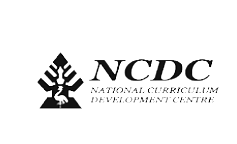 NCDC
NATIONAL CURRICULUM
DEVELOPMENT CENTRE